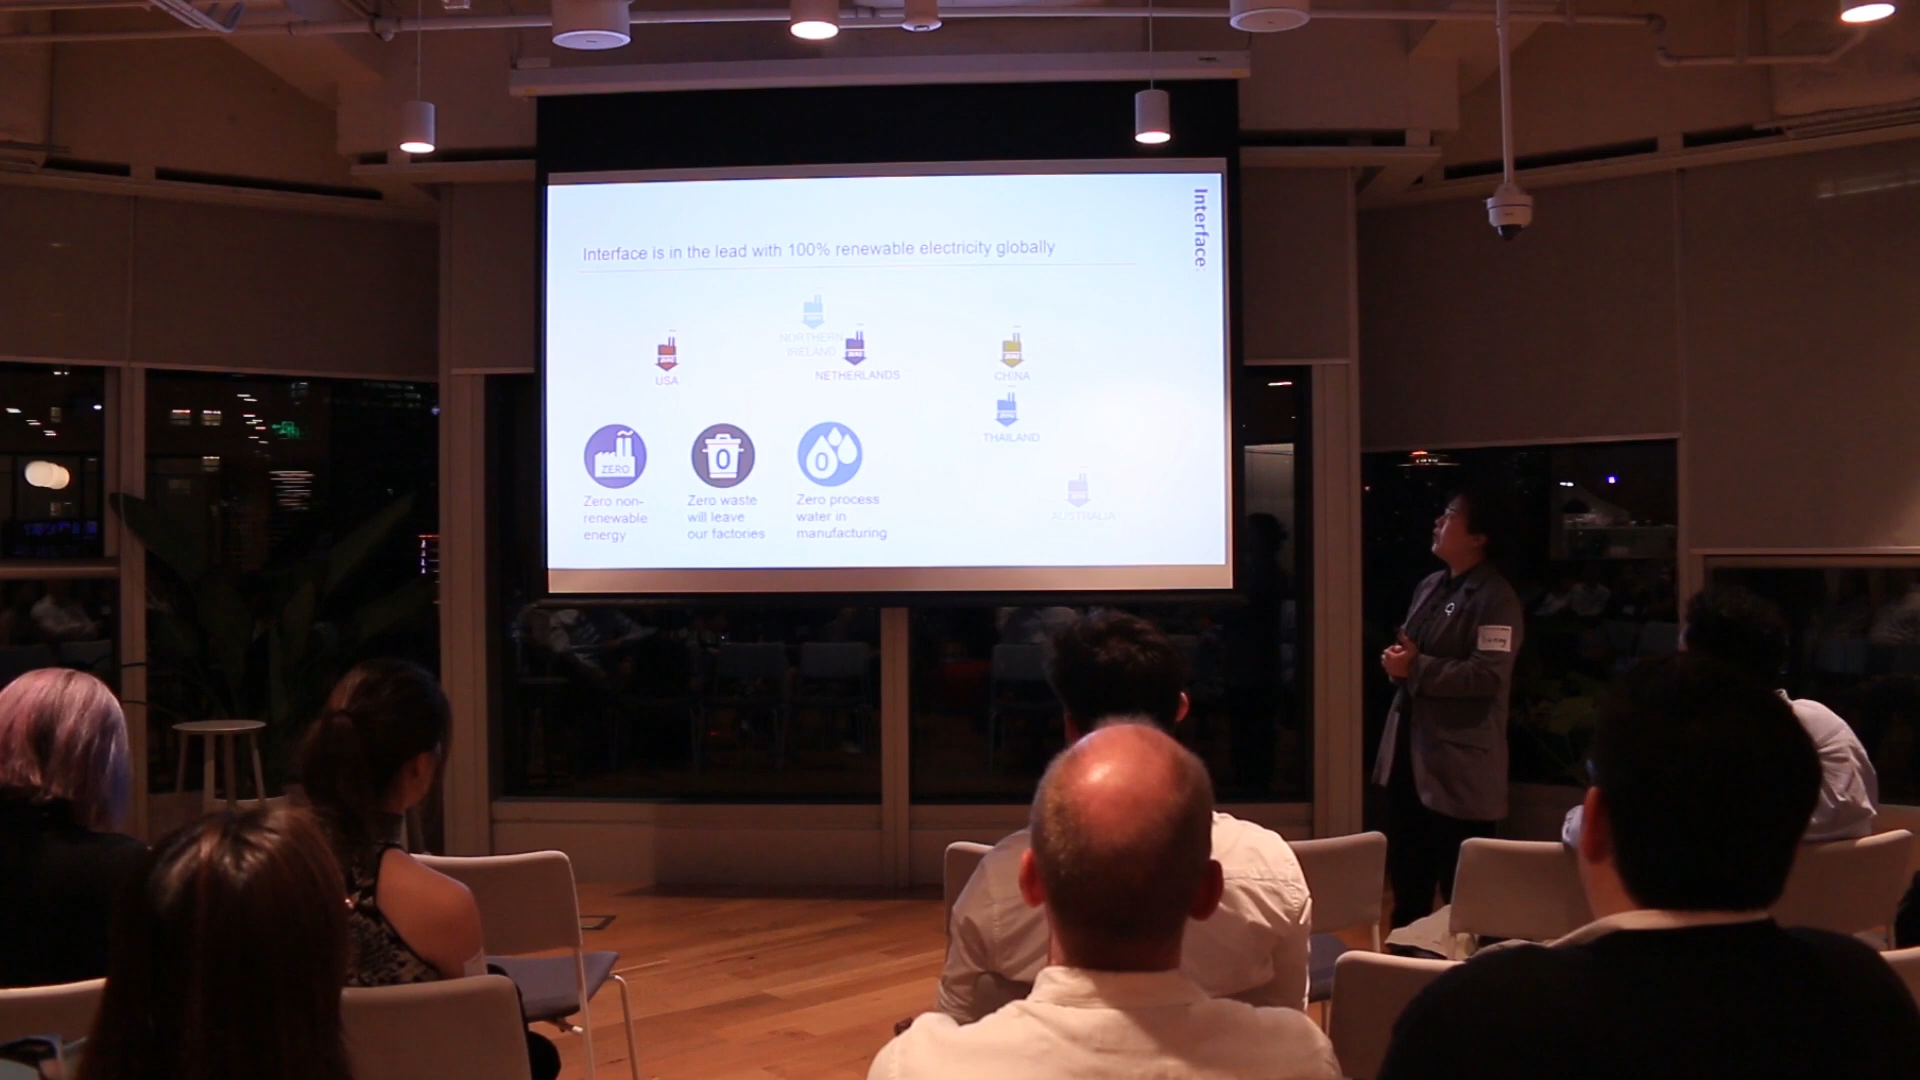 Interface
Interface is in the lead with 100% renewable electricity globally
NORTHERN
IRELAND
USA
NETHERLANDS
CHINA
THAILAND
AUSTRALIA
ZERO
0
0
Zero non-
renewable
energy
Zero waste
will leave
our factories
Zero process
water in
manufacturing